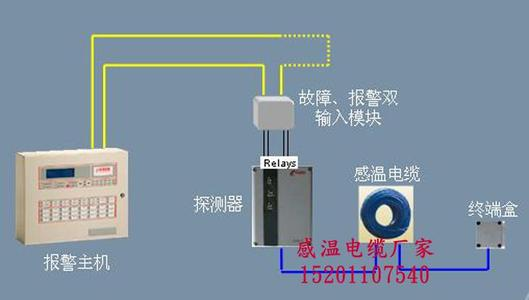 故障、报警双
输入模块
Relays
感温电缆
探测器
终端盒
报警主机
感温电缆厂家
15201107540